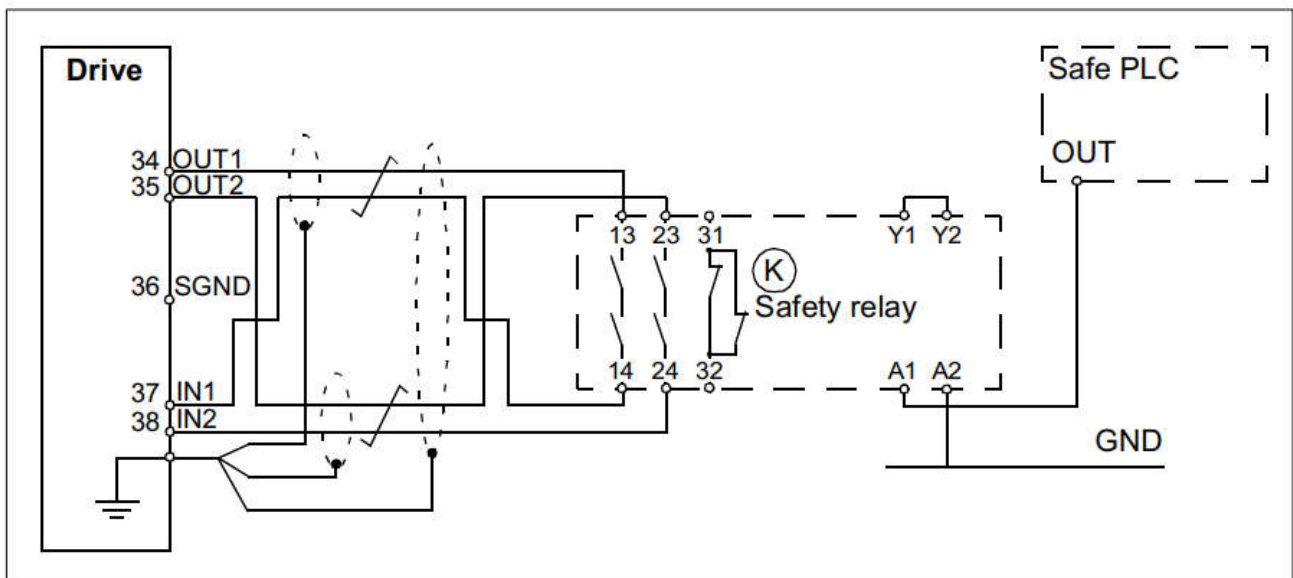 Drive
Safe PLC
OUT
34 OUT1
35 OUT2
13 23 31
Y1 Y2
K
36 SGND
Safety relay
14 24 32
A1 A2
37 IN1
38 IN2
GND